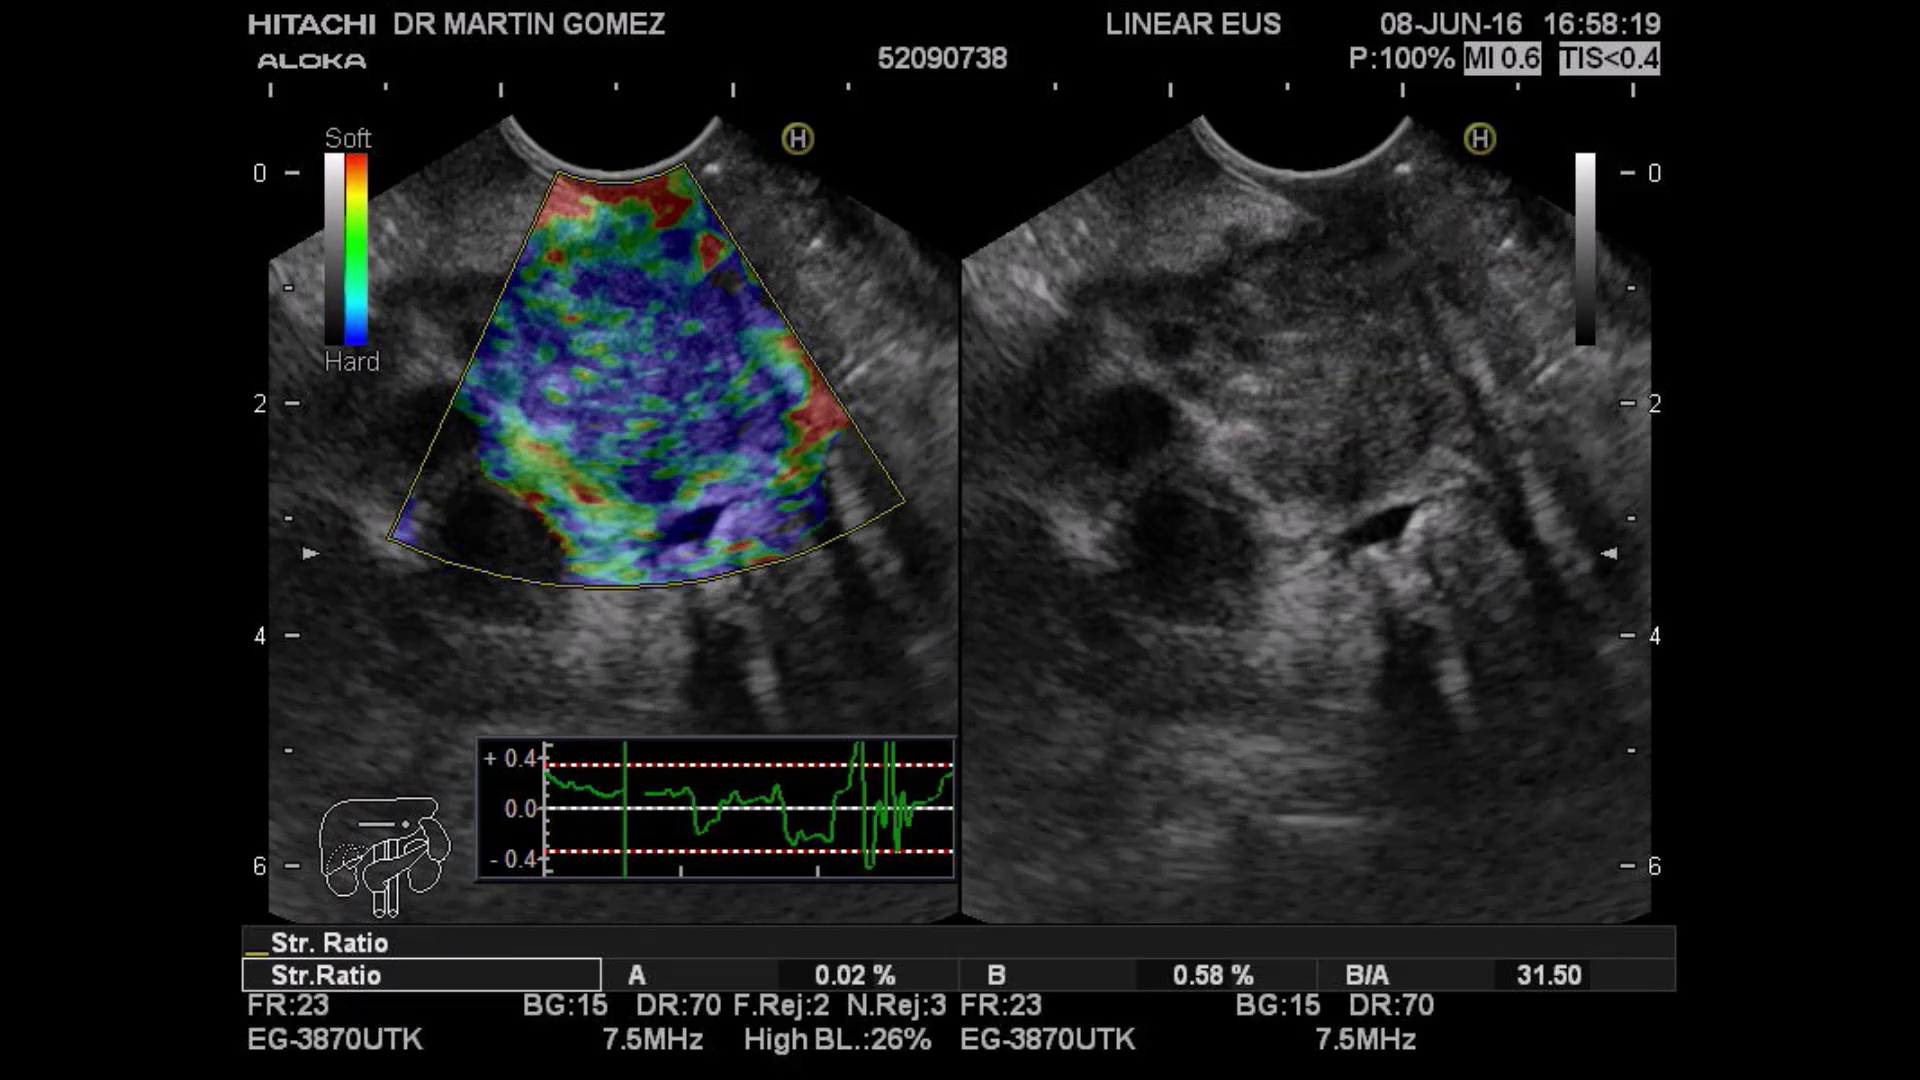 HITACHI DR MARTIN GOMEZ LINEAR EUS 08-JUN-16 16:58:19
ALOKA 52090738 P:100% MI 0.6 TIS<0.4
H H
Soft
0 0
Hard
2 2
4 4
+ 0.4
0.0
- 0.4
6 6
Str. Ratio
Str.Ratio A 0.02 % B 0.58 % B/A 31.50
FR:23 BG:15 DR:70 F.Rej:2 N.Rej:3 FR:23 BG:15 DR:70
EG-3870UTK 7.5MHz High BL.:26% EG-3870UTK 7.5MHz